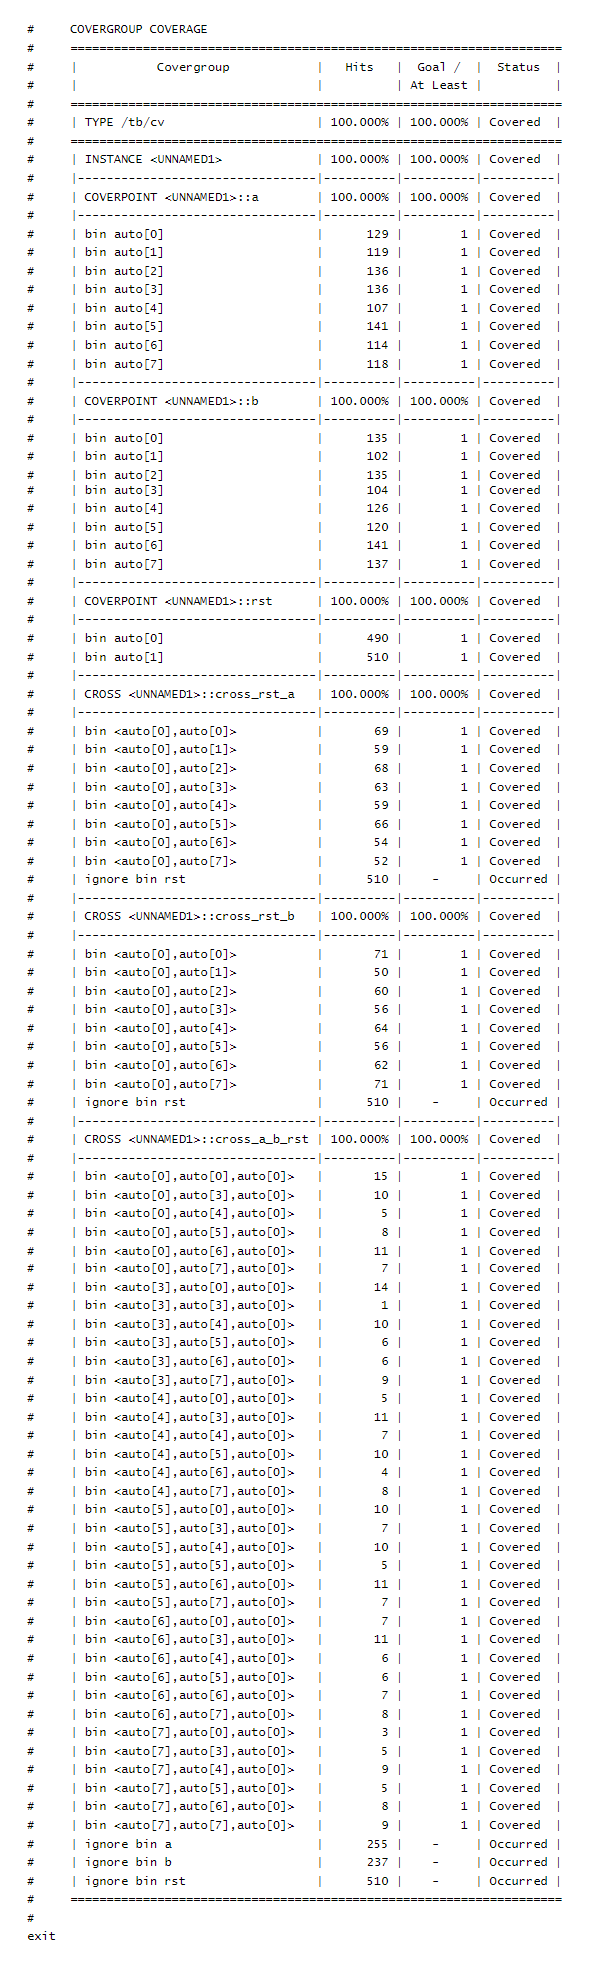 #     COVERGROUP COVERAGE
#     ====================================================================
#     |           Covergroup            |   Hits   |  Goal /  |  Status  |
#     |                                 |          | At Least |          |
#     ====================================================================
#     | TYPE /tb/cv                     | 100.000% | 100.000% | Covered  |
#     ====================================================================
#     | INSTANCE <UNNAMED1>             | 100.000% | 100.000% | Covered  |
#     |---------------------------------|----------|----------|----------|
#     | COVERPOINT <UNNAMED1>::a        | 100.000% | 100.000% | Covered  |
#     |---------------------------------|----------|----------|----------|
#     | bin auto[0]                     |      129 |        1 | Covered  |
#     | bin auto[1]                     |      119 |        1 | Covered  |
#     | bin auto[2]                     |      136 |        1 | Covered  |
#     | bin auto[3]                     |      136 |        1 | Covered  |
#     | bin auto[4]                     |      107 |        1 | Covered  |
#     | bin auto[5]                     |      141 |        1 | Covered  |
#     | bin auto[6]                     |      114 |        1 | Covered  |
#     | bin auto[7]                     |      118 |        1 | Covered  |
#     |---------------------------------|----------|----------|----------|
#     | COVERPOINT <UNNAMED1>::b        | 100.000% | 100.000% | Covered  |
#     |---------------------------------|----------|----------|----------|
#     | bin auto[0]                     |      135 |        1 | Covered  |
#     | bin auto[1]                     |      102 |        1 | Covered  |
#     | bin auto[2]                     |      135 |        1 | Covered  |
#     | bin auto[3]                     |      104 |        1 | Covered  |
#     | bin auto[4]                     |      126 |        1 | Covered  |
#     | bin auto[5]                     |      120 |        1 | Covered  |
#     | bin auto[6]                     |      141 |        1 | Covered  |
#     | bin auto[7]                     |      137 |        1 | Covered  |
#     |---------------------------------|----------|----------|----------|
#     | COVERPOINT <UNNAMED1>::rst      | 100.000% | 100.000% | Covered  |
#     |---------------------------------|----------|----------|----------|
#     | bin auto[0]                     |      490 |        1 | Covered  |
#     | bin auto[1]                     |      510 |        1 | Covered  |
#     |---------------------------------|----------|----------|----------|
#     | CROSS <UNNAMED1>::cross_rst_a   | 100.000% | 100.000% | Covered  |
#     |---------------------------------|----------|----------|----------|
#     | bin <auto[0],auto[0]>           |       69 |        1 | Covered  |
#     | bin <auto[0],auto[1]>           |       59 |        1 | Covered  |
#     | bin <auto[0],auto[2]>           |       68 |        1 | Covered  |
#     | bin <auto[0],auto[3]>           |       63 |        1 | Covered  |
#     | bin <auto[0],auto[4]>           |       59 |        1 | Covered  |
#     | bin <auto[0],auto[5]>           |       66 |        1 | Covered  |
#     | bin <auto[0],auto[6]>           |       54 |        1 | Covered  |
#     | bin <auto[0],auto[7]>           |       52 |        1 | Covered  |
#     | ignore bin rst                  |      510 |    -     | Occurred |
#     |---------------------------------|----------|----------|----------|
#     | CROSS <UNNAMED1>::cross_rst_b   | 100.000% | 100.000% | Covered  |
#     |---------------------------------|----------|----------|----------|
#     | bin <auto[0],auto[0]>           |       71 |        1 | Covered  |
#     | bin <auto[0],auto[1]>           |       50 |        1 | Covered  |
#     | bin <auto[0],auto[2]>           |       60 |        1 | Covered  |
#     | bin <auto[0],auto[3]>           |       56 |        1 | Covered  |
#     | bin <auto[0],auto[4]>           |       64 |        1 | Covered  |
#     | bin <auto[0],auto[5]>           |       56 |        1 | Covered  |
#     | bin <auto[0],auto[6]>           |       62 |        1 | Covered  |
#     | bin <auto[0],auto[7]>           |       71 |        1 | Covered  |
#     | ignore bin rst                  |      510 |    -     | Occurred |
#     |---------------------------------|----------|----------|----------|
#     | CROSS <UNNAMED1>::cross_a_b_rst | 100.000% | 100.000% | Covered  |
#     |---------------------------------|----------|----------|----------|
#     | bin <auto[0],auto[0],auto[0]>   |       15 |        1 | Covered  |
#     | bin <auto[0],auto[3],auto[0]>   |       10 |        1 | Covered  |
#     | bin <auto[0],auto[4],auto[0]>   |        5 |        1 | Covered  |
#     | bin <auto[0],auto[5],auto[0]>   |        8 |        1 | Covered  |
#     | bin <auto[0],auto[6],auto[0]>   |       11 |        1 | Covered  |
#     | bin <auto[0],auto[7],auto[0]>   |        7 |        1 | Covered  |
#     | bin <auto[3],auto[0],auto[0]>   |       14 |        1 | Covered  |
#     | bin <auto[3],auto[3],auto[0]>   |        1 |        1 | Covered  |
#     | bin <auto[3],auto[4],auto[0]>   |       10 |        1 | Covered  |
#     | bin <auto[3],auto[5],auto[0]>   |        6 |        1 | Covered  |
#     | bin <auto[3],auto[6],auto[0]>   |        6 |        1 | Covered  |
#     | bin <auto[3],auto[7],auto[0]>   |        9 |        1 | Covered  |
#     | bin <auto[4],auto[0],auto[0]>   |        5 |        1 | Covered  |
#     | bin <auto[4],auto[3],auto[0]>   |       11 |        1 | Covered  |
#     | bin <auto[4],auto[4],auto[0]>   |        7 |        1 | Covered  |
#     | bin <auto[4],auto[5],auto[0]>   |       10 |        1 | Covered  |
#     | bin <auto[4],auto[6],auto[0]>   |        4 |        1 | Covered  |
#     | bin <auto[4],auto[7],auto[0]>   |        8 |        1 | Covered  |
#     | bin <auto[5],auto[0],auto[0]>   |       10 |        1 | Covered  |
#     | bin <auto[5],auto[3],auto[0]>   |        7 |        1 | Covered  |
#     | bin <auto[5],auto[4],auto[0]>   |       10 |        1 | Covered  |
#     | bin <auto[5],auto[5],auto[0]>   |        5 |        1 | Covered  |
#     | bin <auto[5],auto[6],auto[0]>   |       11 |        1 | Covered  |
#     | bin <auto[5],auto[7],auto[0]>   |        7 |        1 | Covered  |
#     | bin <auto[6],auto[0],auto[0]>   |        7 |        1 | Covered  |
#     | bin <auto[6],auto[3],auto[0]>   |       11 |        1 | Covered  |
#     | bin <auto[6],auto[4],auto[0]>   |        6 |        1 | Covered  |
#     | bin <auto[6],auto[5],auto[0]>   |        6 |        1 | Covered  |
#     | bin <auto[6],auto[6],auto[0]>   |        7 |        1 | Covered  |
#     | bin <auto[6],auto[7],auto[0]>   |        8 |        1 | Covered  |
#     | bin <auto[7],auto[0],auto[0]>   |        3 |        1 | Covered  |
#     | bin <auto[7],auto[3],auto[0]>   |        5 |        1 | Covered  |
#     | bin <auto[7],auto[4],auto[0]>   |        9 |        1 | Covered  |
#     | bin <auto[7],auto[5],auto[0]>   |        5 |        1 | Covered  |
#     | bin <auto[7],auto[6],auto[0]>   |        8 |        1 | Covered  |
#     | bin <auto[7],auto[7],auto[0]>   |        9 |        1 | Covered  |
#     | ignore bin a                    |      255 |    -     | Occurred |
#     | ignore bin b                    |      237 |    -     | Occurred |
#     | ignore bin rst                  |      510 |    -     | Occurred |
#     ====================================================================
#
exit